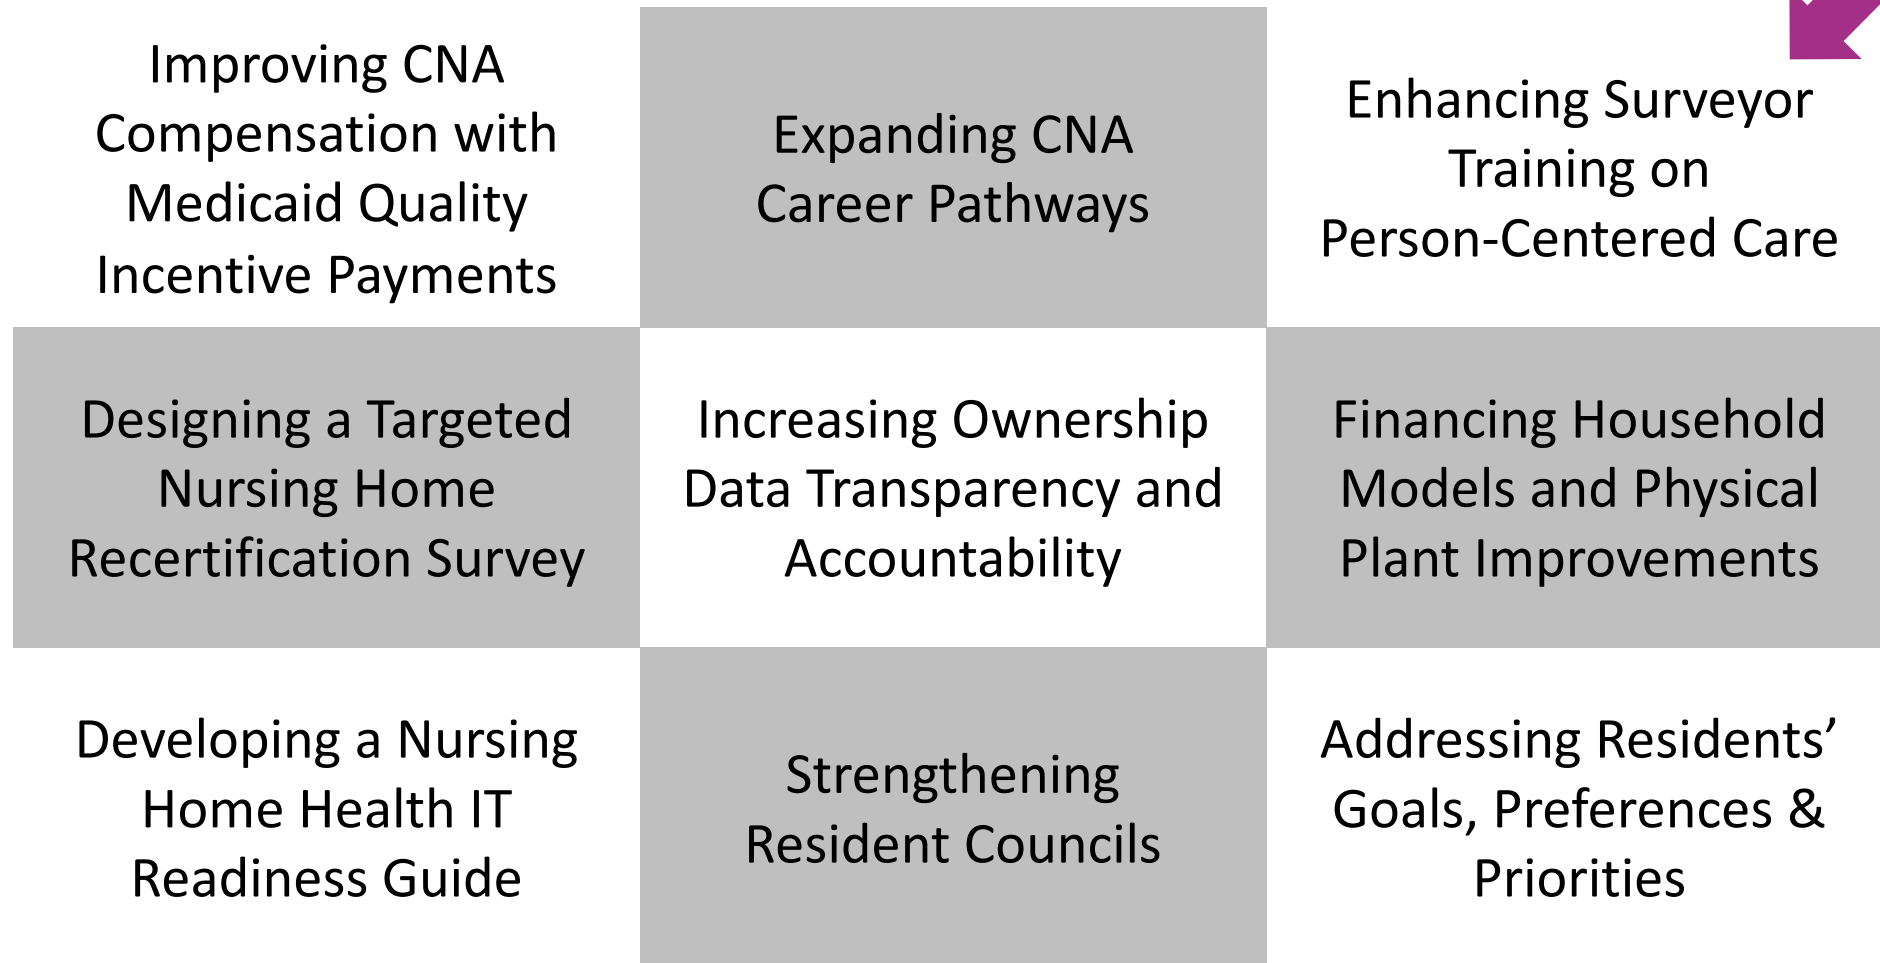 Improving CNA
Compensation with
Medicaid Quality
Incentive Payments
Expanding CNA
Career Pathways
Enhancing Surveyor
Training on
Person-Centered Care
Designing a Targeted
Nursing Home
Recertification Survey
Increasing Ownership
Data Transparency and
Accountability
Financing Household
Models and Physical
Plant Improvements
Developing a Nursing
Home Health IT
Readiness Guide
Strengthening
Resident Councils
Addressing Residents’
Goals, Preferences &
Priorities